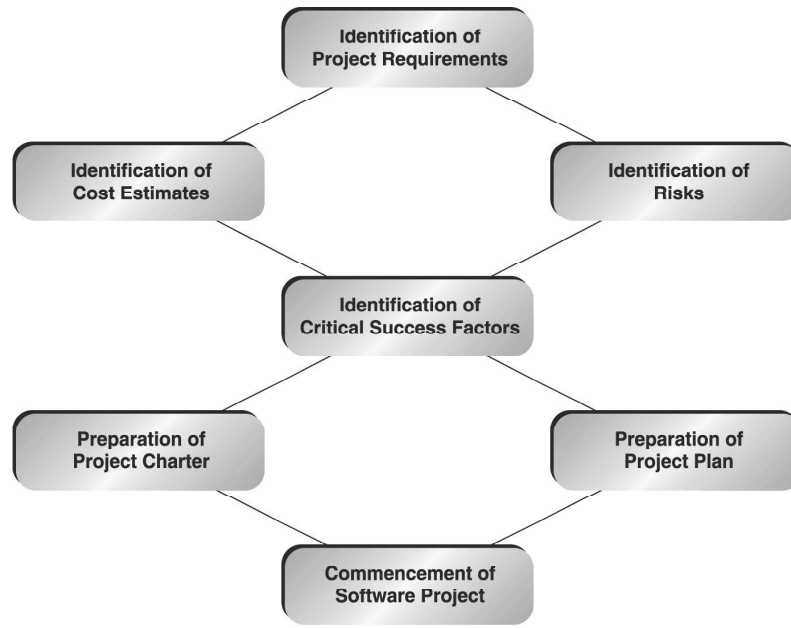 Identification of
Project Requirements
Identification of
Cost Estimates
Identification of
Risks
Identification of
Critical Success Factors
Preparation of
Project Charter
Preparation of
Project Plan
Commencement of
Software Project